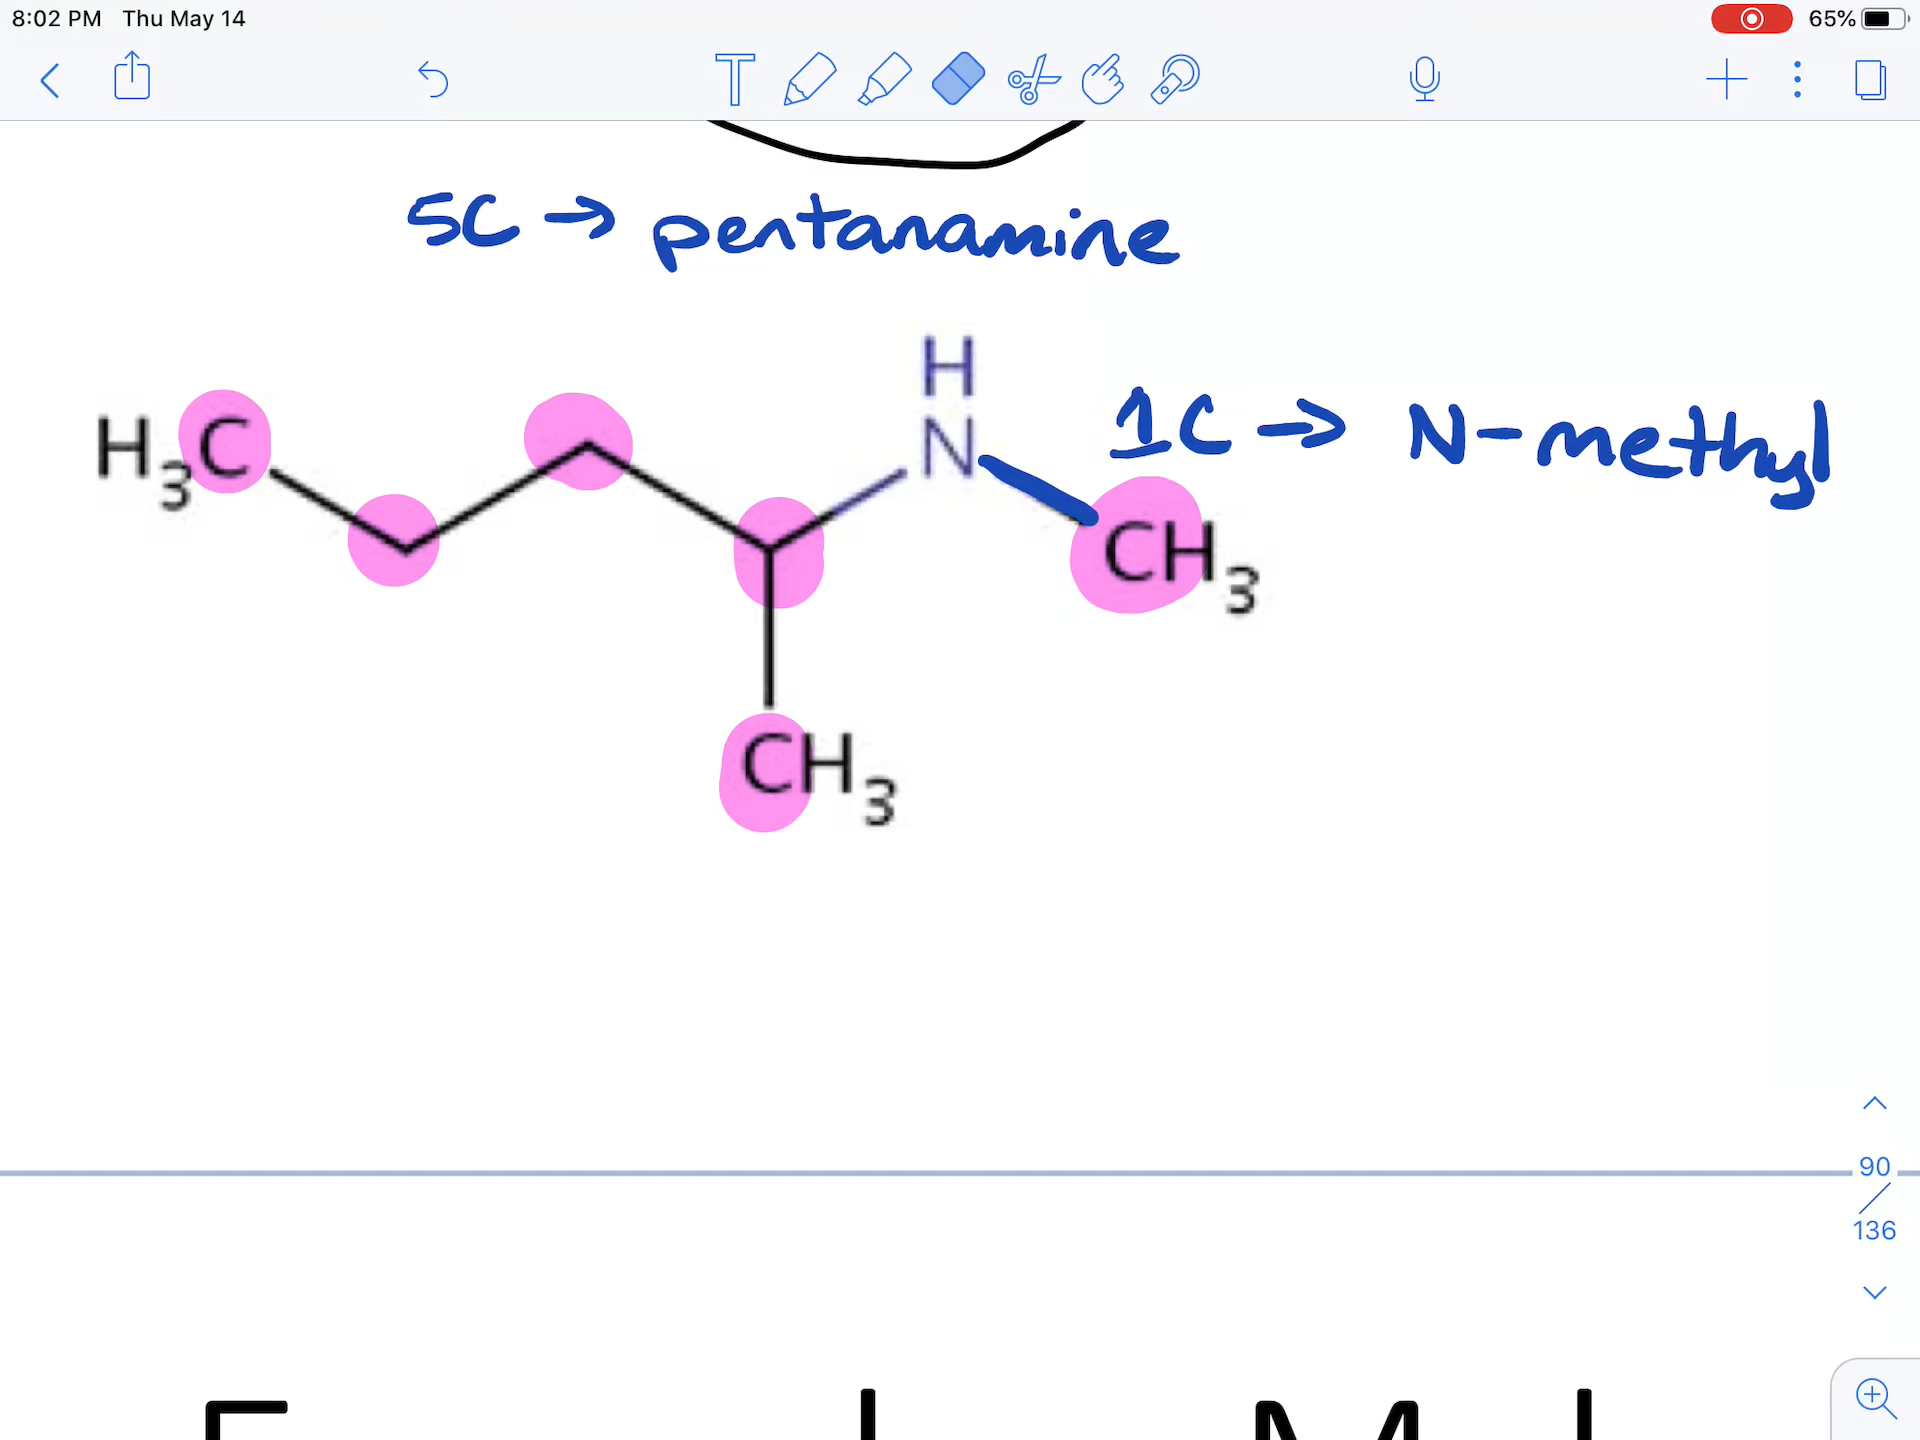 8:02 PM Thu May 14
65%
5C → pentanamine
H
H3C
N
1C → N-methyl
CH3
CH3
90
136